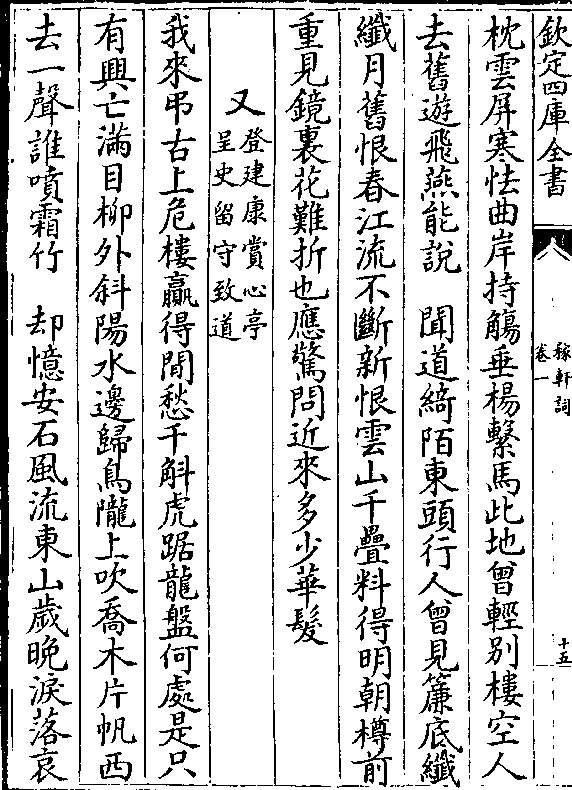 欽定四庫全書
稼軒詞
卷一
十五
枕雲屏寒怯曲岸持觴垂楊繫馬此地曾輕别樓空人
去舊遊飛燕能說　聞道綺陌東頭行人曾見簾底纖
纖月舊恨春江流不斷新恨雲山千疊料得明朝樽前
重見鏡裏花難折也應驚問近來多少華髮
又登建康賞心亭
呈史留守致道
我來弔古上危樓贏得閒愁千斛虎踞龍盤何處是只
有興亡滿目柳外斜陽水邊歸鳥隴上吹喬木片帆西
去一聲誰噴霜竹　却憶安石風流東山歲晚淚落哀